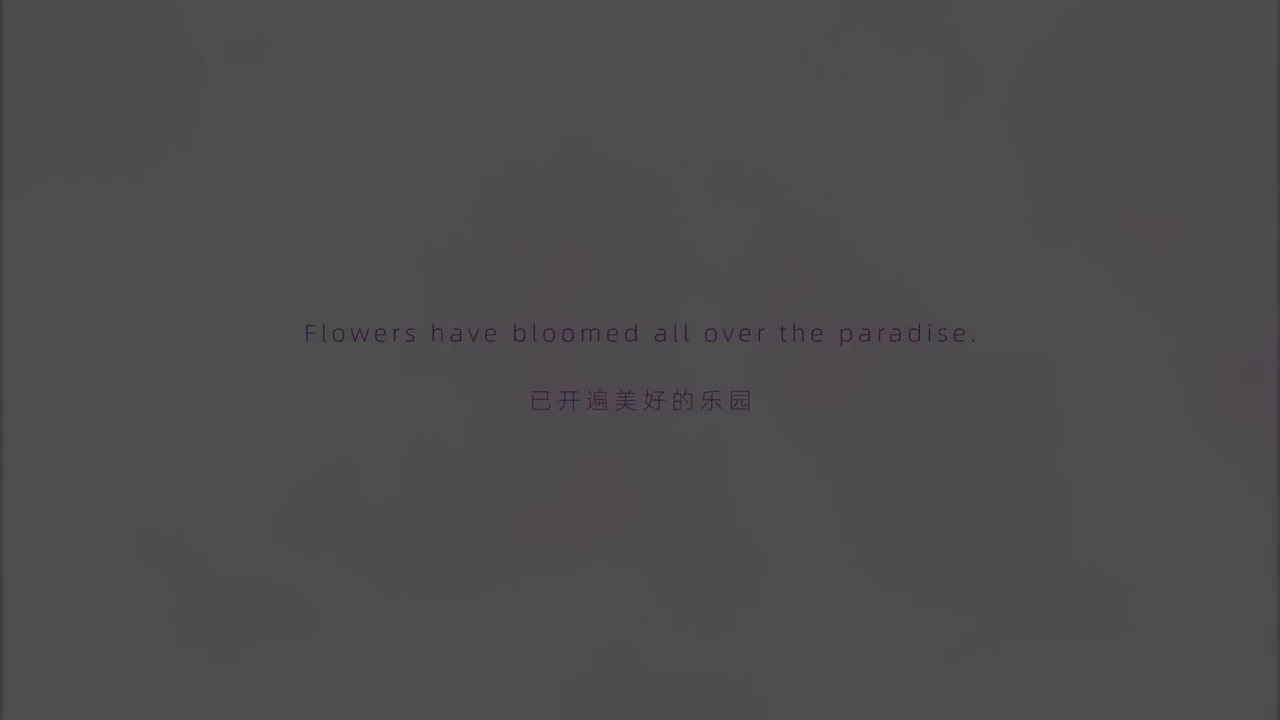 Flowers have bloomed all over the paradise.
已开遍美好的乐园